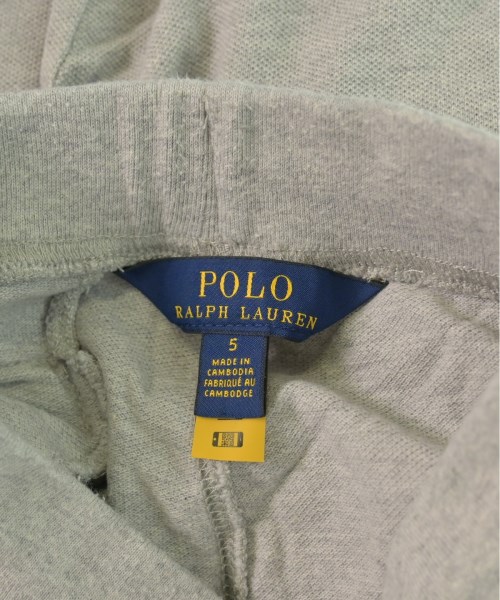 POLO
RALPH LAUREN
5
MADE IN
CAMBODIA
FABRIQUÉ AU
CAMBODGE